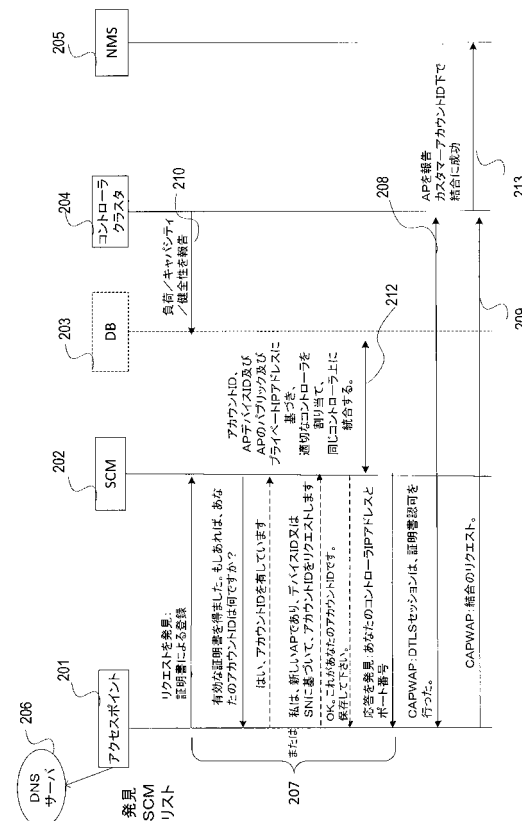 206
DNS
サーバ
発見
SCM
リスト
201
アクセスポイント
202
SCM
203
DB
204
コントローラ
クラスタ
205
NMS
リクエストを発見:
証明書による登録
有効な証明書を得ました。もしあれば、あな
たのアカウントIDは何ですか?
はい、アカウントIDを有しています
または
私は、新しいAPであり、デバイスID又は
SNに基づいて、アカウントIDをリクエストします
OK。これがあなたのアカウントIDです。
保存して下さい。
応答を発見:あなたのコントローラIPアドレスと
ポート番号
207
負荷/キャパシティ
/健全性を報告
210
アカウントID、
APデバイスID及び
APのパブリック及び
プライベートIPアドレスに
基づき、
適切なコントローラを
割り当て、
同じコントローラ上に
統合する。
212
CAPWAP:DTLSセッションは、証明書認可を
行った。
208
CAPWAP:結合のリクエスト。
209
APを報告
カスタマーアカウントID下で
結合に成功
213